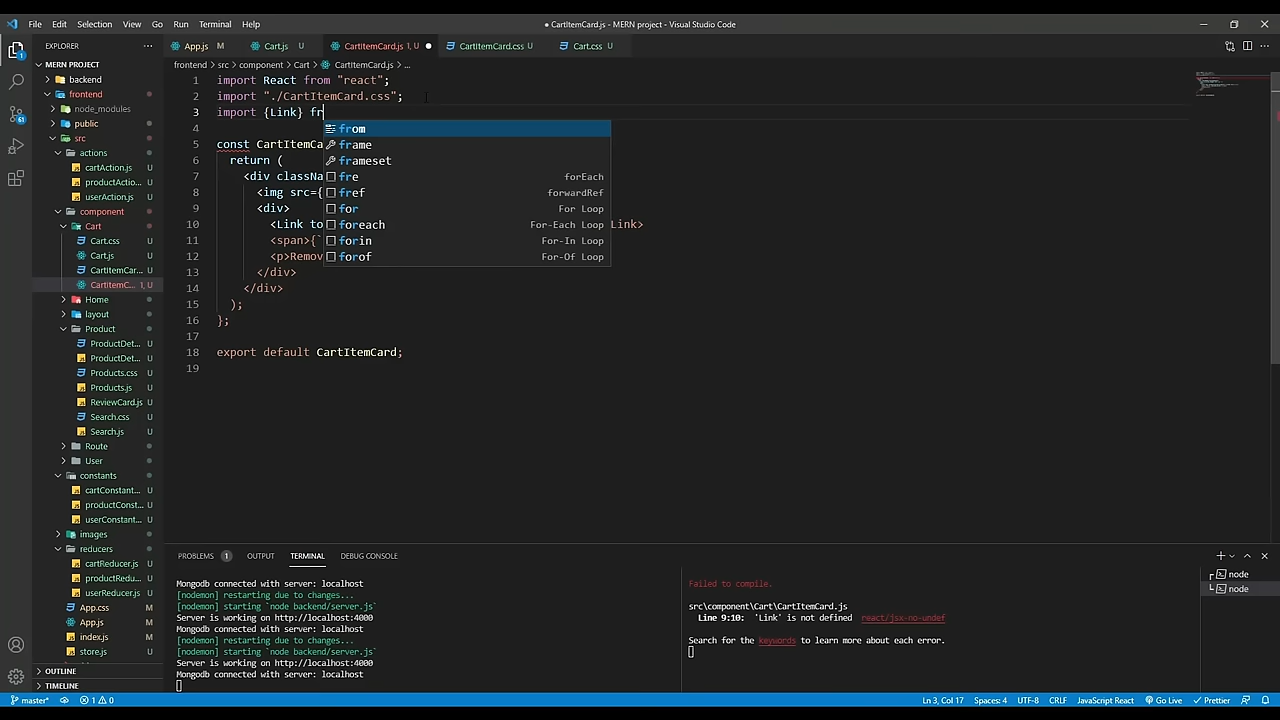 File Edit Selection View Go Run Terminal Help
● CartItemCard.js - MERN project - Visual Studio Code
EXPLORER
App.js M
Cart.js U
CartItemCard.js 1, U
CartItemCard.css U
Cart.css U
frontend > src > component > Cart > CartItemCard.js > ...
MERN PROJECT
backend
frontend
node_modules
public
src
actions
cartAction.js U
productActio... U
userAction.js U
component
Cart
Cart.css U
Cart.js U
CartItemCar... U
CartItemC... 1, U
Home
layout
Product
ProductDet... U
ProductDet... U
Products.css U
Products.js U
ReviewCard.js U
Search.css U
Search.js U
Route
User
constants
cartConstant... U
productConst... U
userConstant... U
images
reducers
cartReducer.js U
productRedu... U
userReducer.js U
App.css M
App.js M
index.js M
store.js M
OUTLINE
TIMELINE
1 import React from "react";
2 import "./CartItemCard.css";
3 import {Link} fr
4
5 const CartItemCa
6 return (
7 <div classNa
8 <img src={
9 <div>
10 <Link to Link>
11 <span>{`
12 <p>Remov
13 </div>
14 </div>
15 );
16 };
17
18 export default CartItemCard;
19
from
frame
frameset
fre forEach
fref forwardRef
for For Loop
foreach For-Each Loop
forin For-In Loop
forof For-Of Loop
PROBLEMS 1 OUTPUT TERMINAL DEBUG CONSOLE
Mongodb connected with server: localhost
[nodemon] restarting due to changes...
[nodemon] starting `node backend/server.js`
Server is working on http://localhost:4000
Mongodb connected with server: localhost
[nodemon] restarting due to changes...
[nodemon] starting `node backend/server.js`
Server is working on http://localhost:4000
Mongodb connected with server: localhost
Failed to compile.
src\component\Cart\CartItemCard.js
Line 9:10: 'Link' is not defined react/jsx-no-undef
Search for the keywords to learn more about each error.
node
node
master* 1 0
Ln 3, Col 17 Spaces: 4 UTF-8 CRLF JavaScript React Go Live Prettier